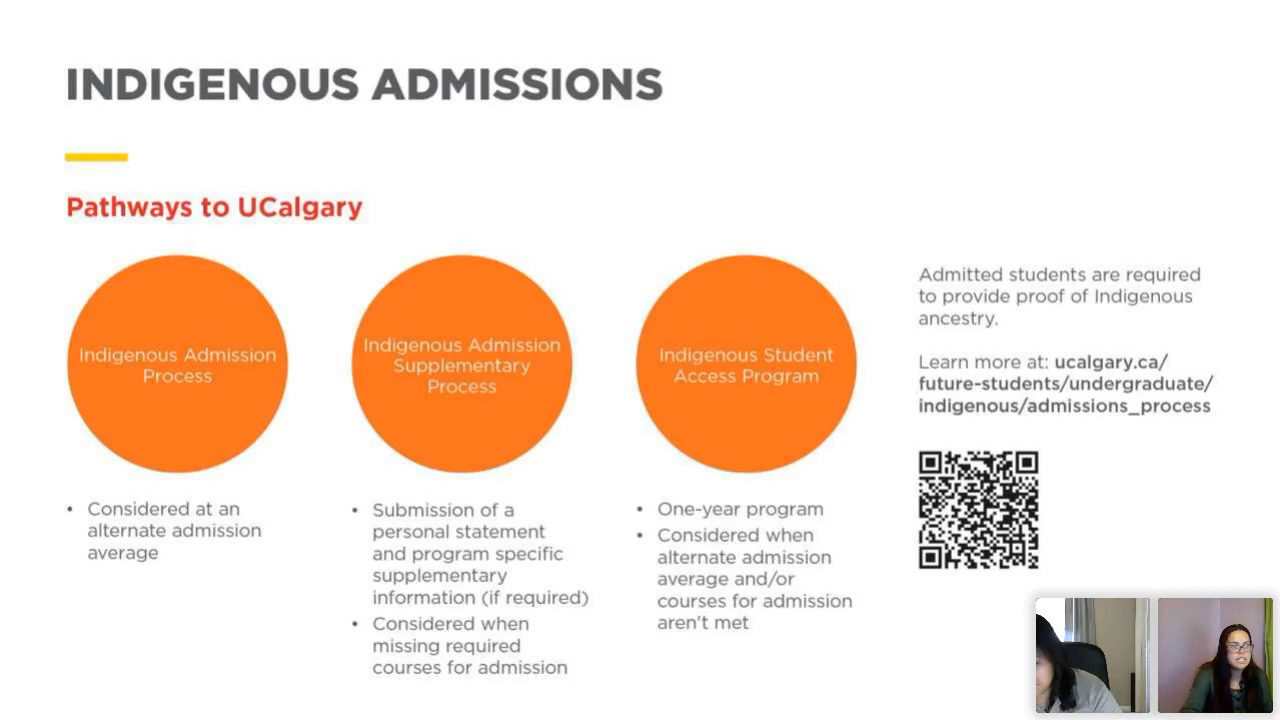 INDIGENOUS ADMISSIONS
Pathways to UCalgary
Indigenous Admission
Process
• Considered at an
alternate admission
average
Indigenous Admission
Supplementary
Process
• Submission of a
personal statement
and program specific
supplementary
information (if required)
• Considered when
missing required
courses for admission
Indigenous Student
Access Program
• One-year program
• Considered when
alternate admission
average and/or
courses for admission
aren't met
Admitted students are required
to provide proof of Indigenous
ancestry.
Learn more at: ucalgary.ca/
future-students/undergraduate/
indigenous/admissions_process